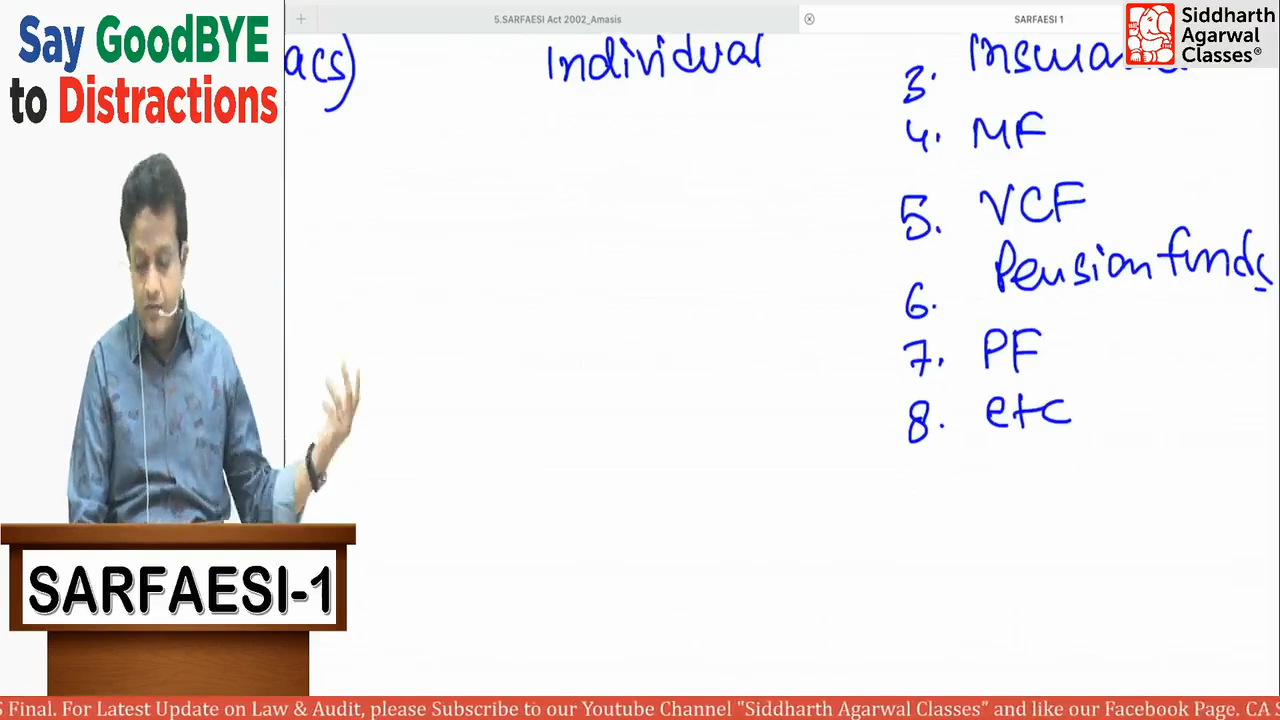 Say GoodBYE
to Distractions
5.SARFAESI Act 2002_Amasis
SARFAESI 1
Siddharth
Agarwal
Classes®
acs)
Individual
3.
4. MF
5. VCF
6. Pension funds
7. PF
8. etc
SARFAESI-1
S Final. For Latest Update on Law & Audit, please Subscribe to our Youtube Channel "Siddharth Agarwal Classes" and like our Facebook Page. CA S